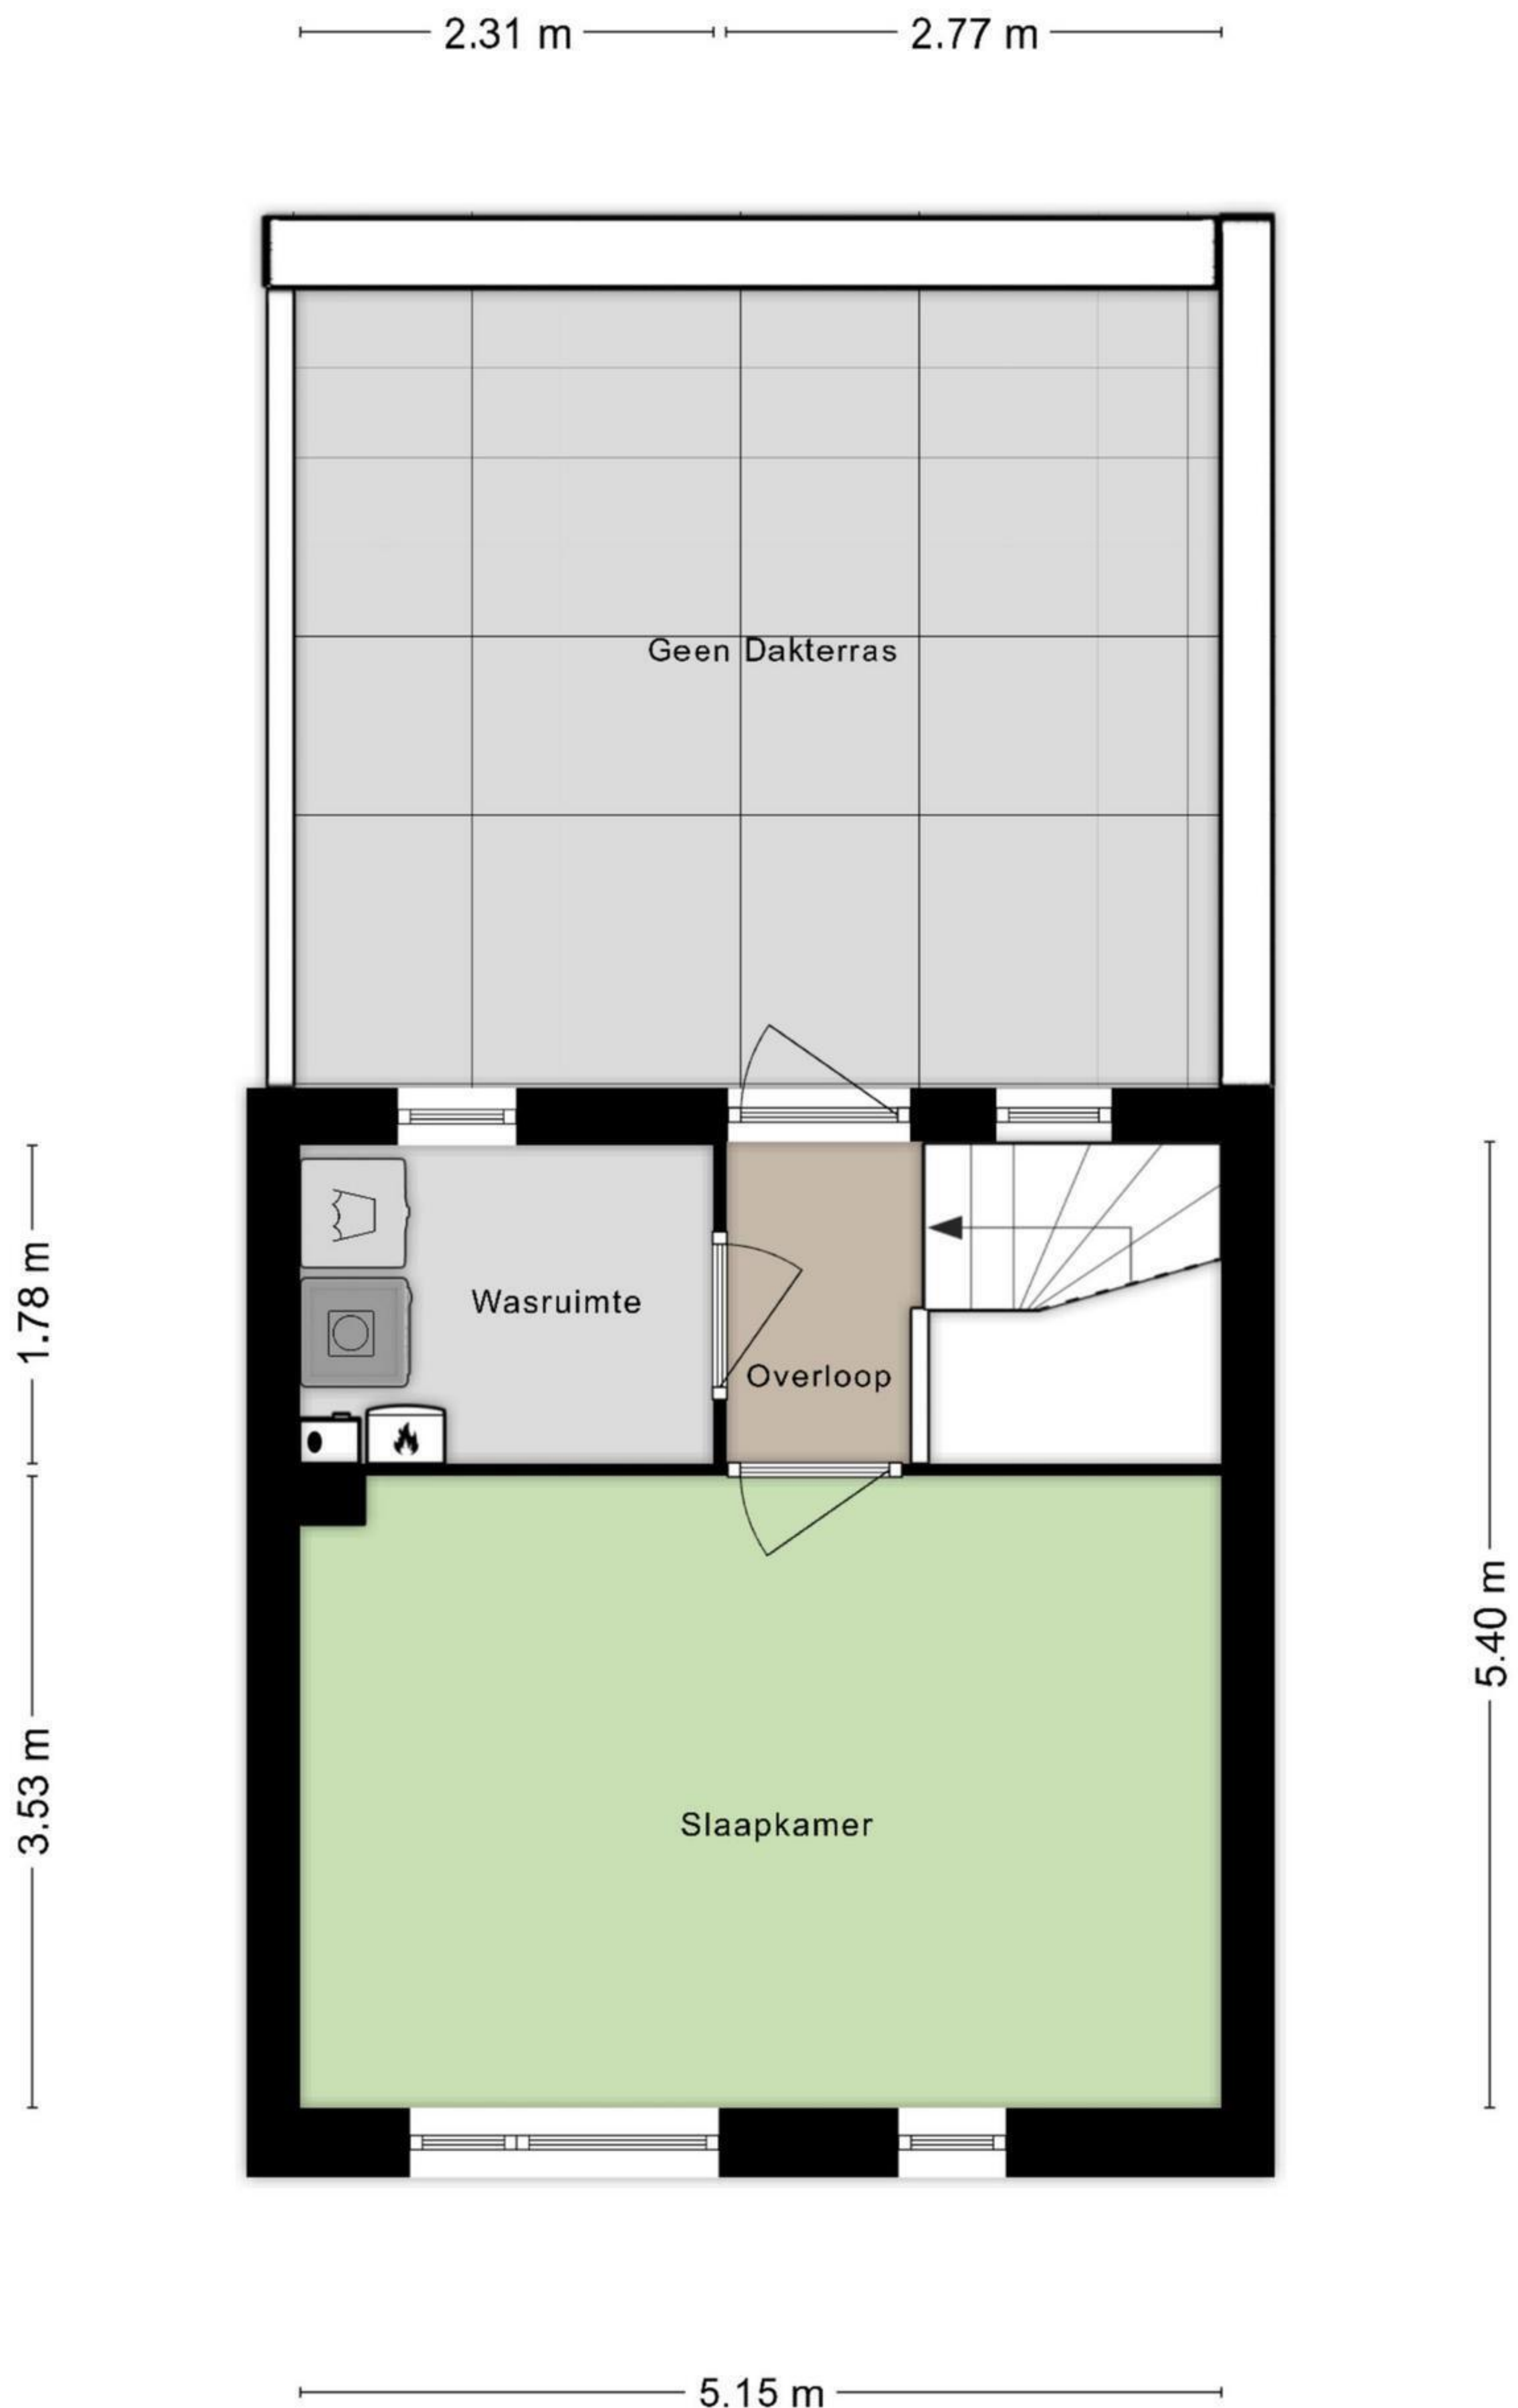 2.31 m
2.77 m
Geen Dakterras
1.78 m
Wasruimte
Overloop
3.53 m
5.40 m
Slaapkamer
5.15 m